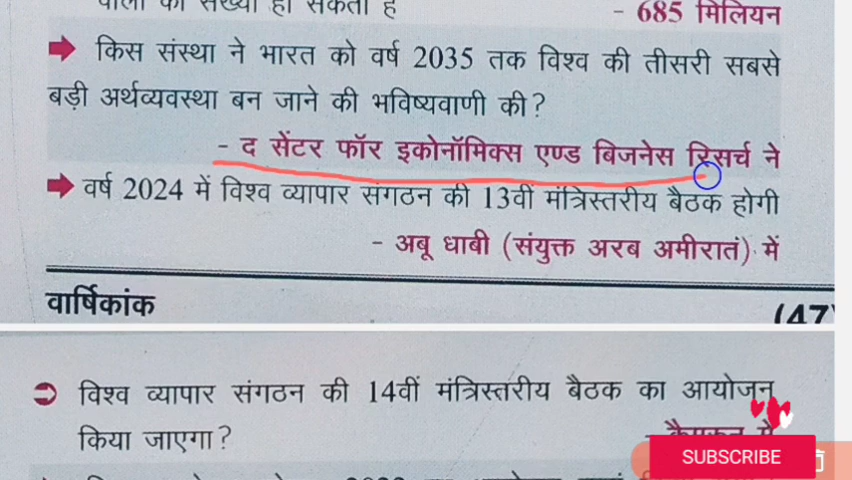 वालों की संख्या हो सकती है - 685 मिलियन
➡ किस संस्था ने भारत को वर्ष 2035 तक विश्व की तीसरी सबसे
बड़ी अर्थव्यवस्था बन जाने की भविष्यवाणी की?
- द सेंटर फॉर इकोनॉमिक्स एण्ड बिजनेस रिसर्च ने
➡ वर्ष 2024 में विश्व व्यापार संगठन की 13वीं मंत्रिस्तरीय बैठक होगी
- अबू धाबी (संयुक्त अरब अमीरातं) में
वार्षिकांक (47
विश्व व्यापार संगठन की 14वीं मंत्रिस्तरीय बैठक का आयोजन
किया जाएगा?
SUBSCRIBE